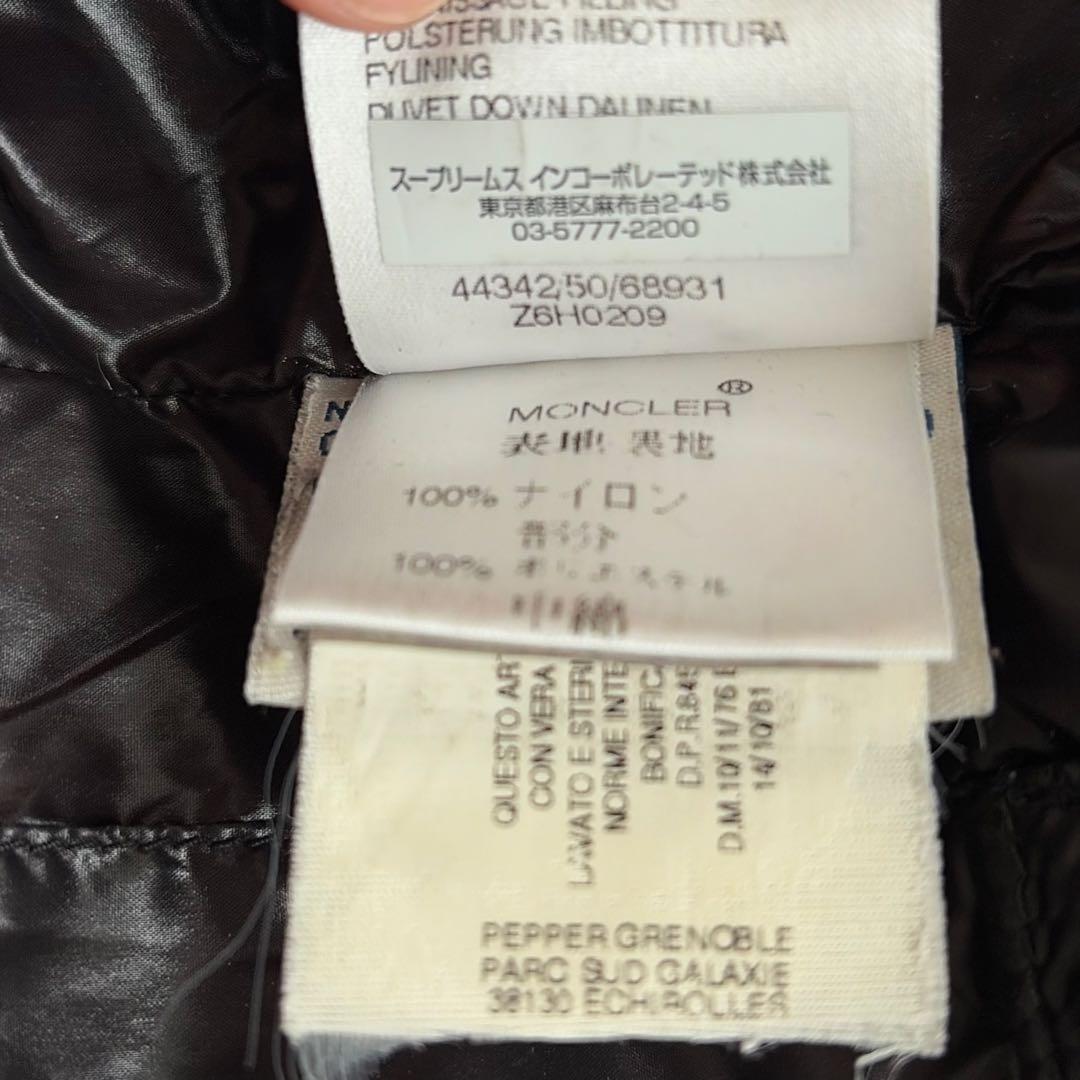 POLSTERUNG IMBOTTITURA
FYLINING
DUVET DOWN DAUNEN
スープリームス インコーポレーテッド株式会社
東京都港区麻布台2-4-5
03-5777-2200
44342/50/68931
Z6H0209
MONCLER®
表地 裏地
100% ナイロン
100%
QUESTO ART
CON VERA
LAVATO E STERI
NORME INTE
BONIFICA
D.P.R.845
D.M.10/11/76 E
14/10/81
PEPPER GRENOBLE
PARC SUD GALAXIE
38130 ECHIROLLES